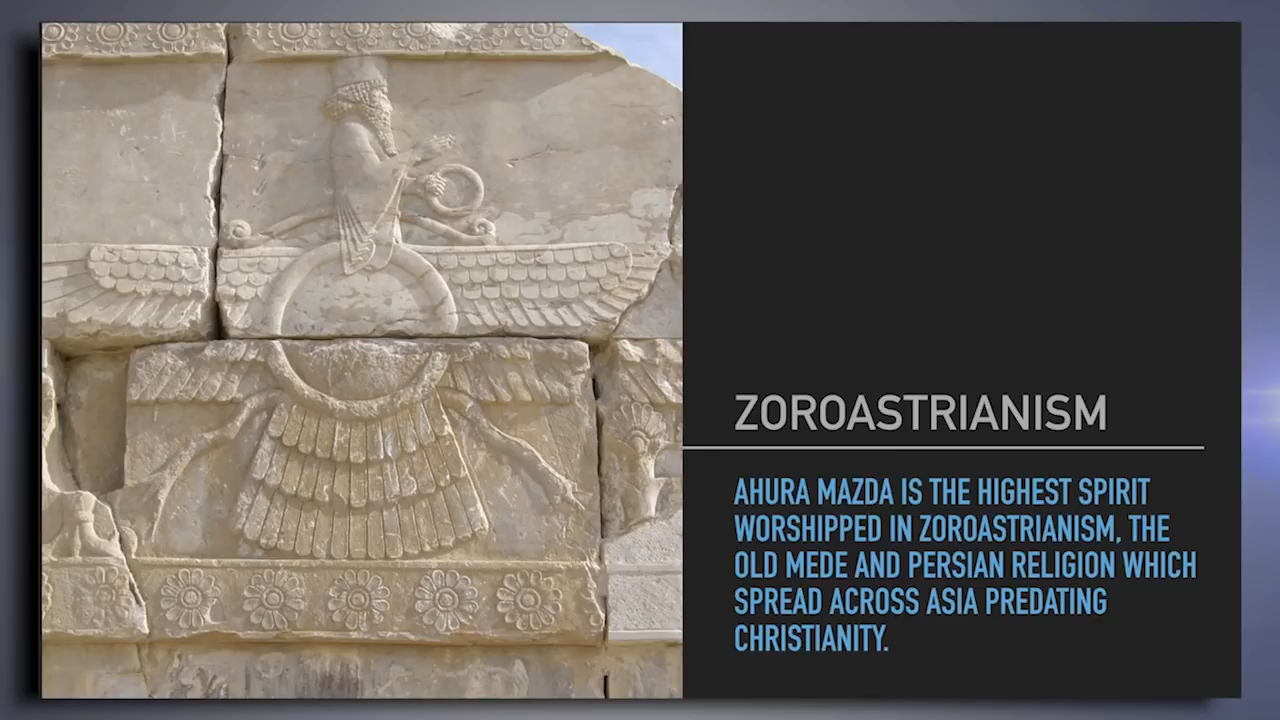 ZOROASTRIANISM
AHURA MAZDA IS THE HIGHEST SPIRIT
WORSHIPPED IN ZOROASTRIANISM, THE
OLD MEDE AND PERSIAN RELIGION WHICH
SPREAD ACROSS ASIA PREDATING
CHRISTIANITY.